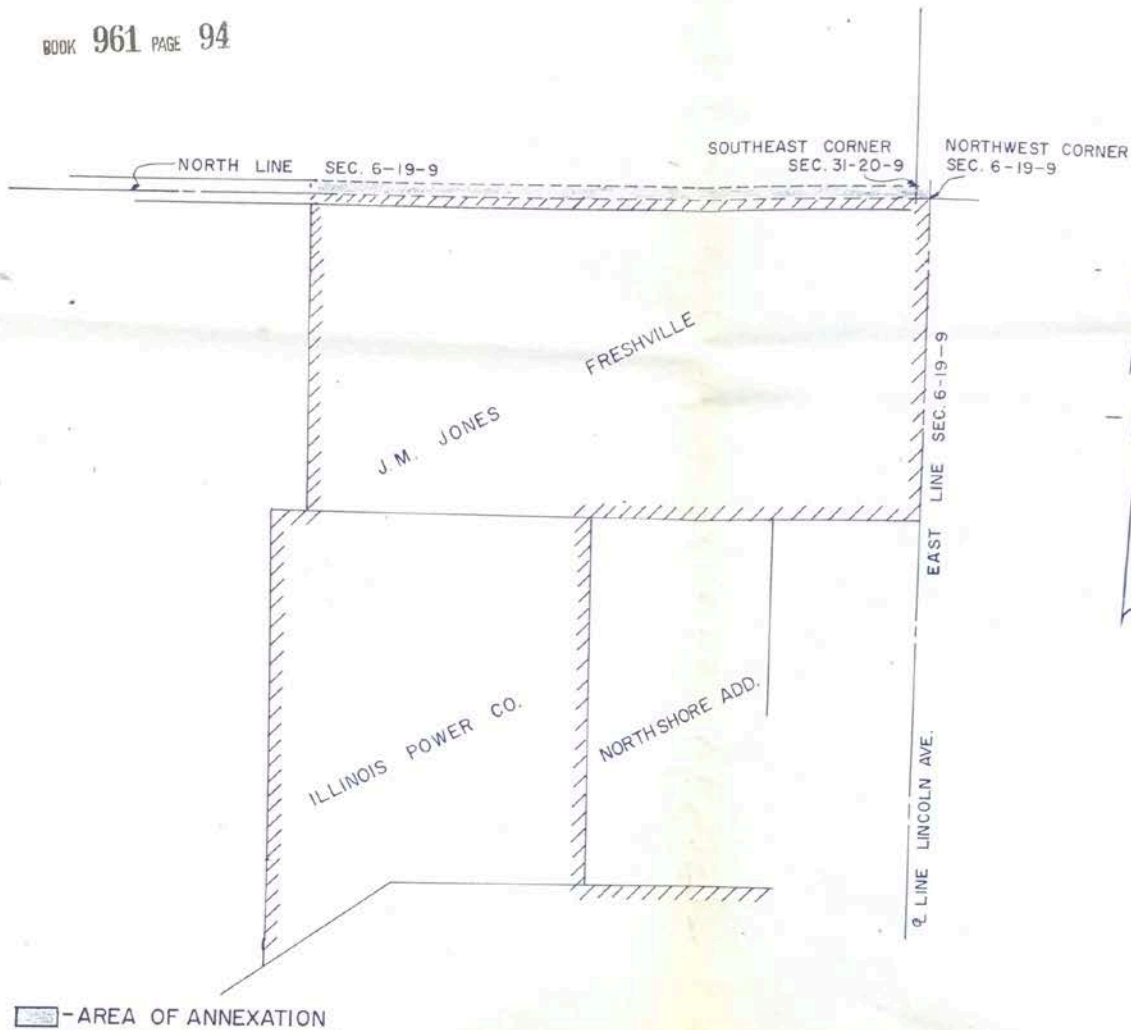 BOOK 961 PAGE 94
NORTH LINE SEC. 6-19-9
SOUTHEAST CORNER
SEC. 31-20-9
NORTHWEST CORNER
SEC. 6-19-9
FRESHVILLE
J.M. JONES
EAST LINE SEC. 6-19-9
ILLINOIS POWER CO.
NORTHSHORE ADD.
℄ LINE LINCOLN AVE.
-AREA OF ANNEXATION